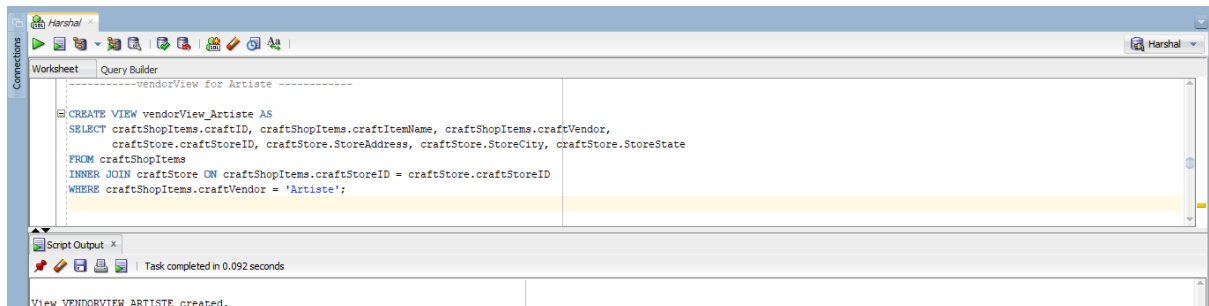 Harshal
Connections
Harshal
Worksheet Query Builder
-----------vendorView for Artiste ------------
CREATE VIEW vendorView_Artiste AS
SELECT craftShopItems.craftID, craftShopItems.craftItemName, craftShopItems.craftVendor,
craftStore.craftStoreID, craftStore.StoreAddress, craftStore.StoreCity, craftStore.StoreState
FROM craftShopItems
INNER JOIN craftStore ON craftShopItems.craftStoreID = craftStore.craftStoreID
WHERE craftShopItems.craftVendor = 'Artiste';
Script Output x
Task completed in 0.092 seconds
View VENDORVIEW_ARTISTE created.